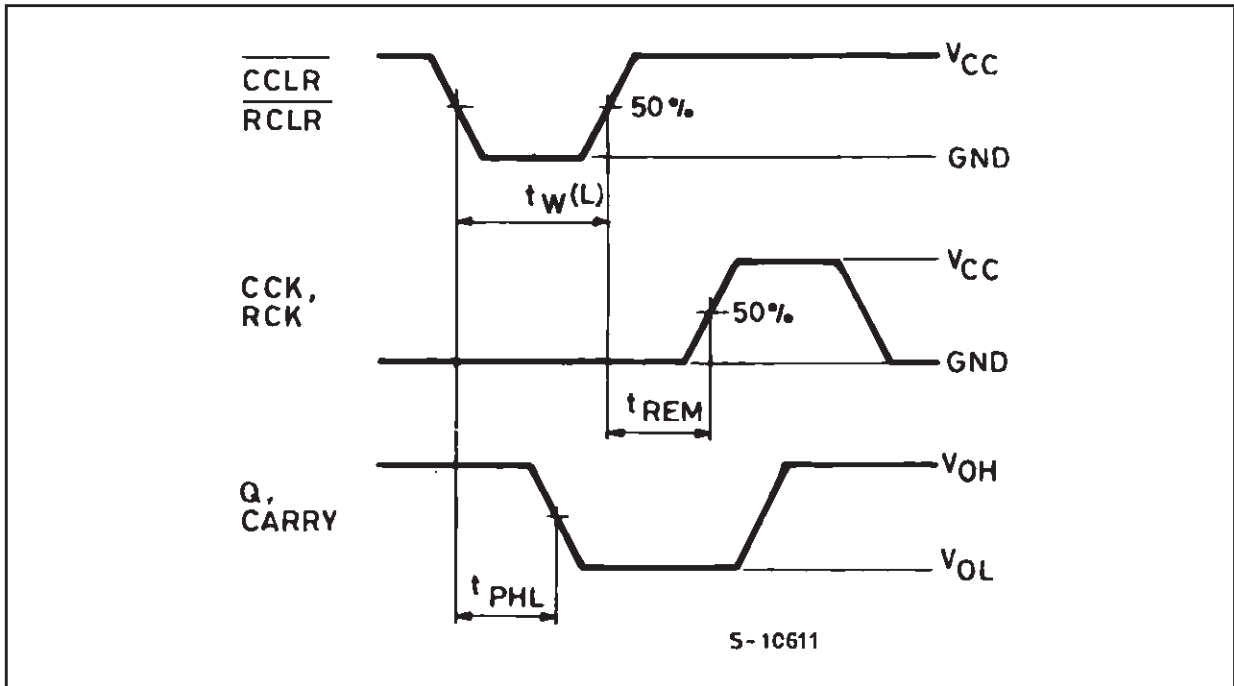 CCLR
RCLR
VCC
50%
GND
tW(L)
CCK,
RCK
VCC
50%
GND
tREM
Q,
CARRY
VOH
VOL
tPHL
S-10611